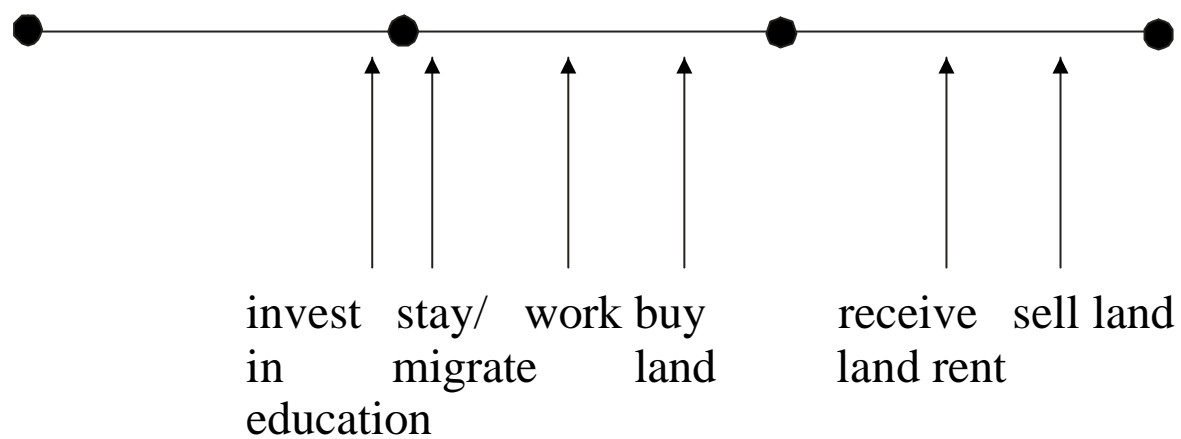 invest stay/ work buy receive sell land
in migrate land land rent
education